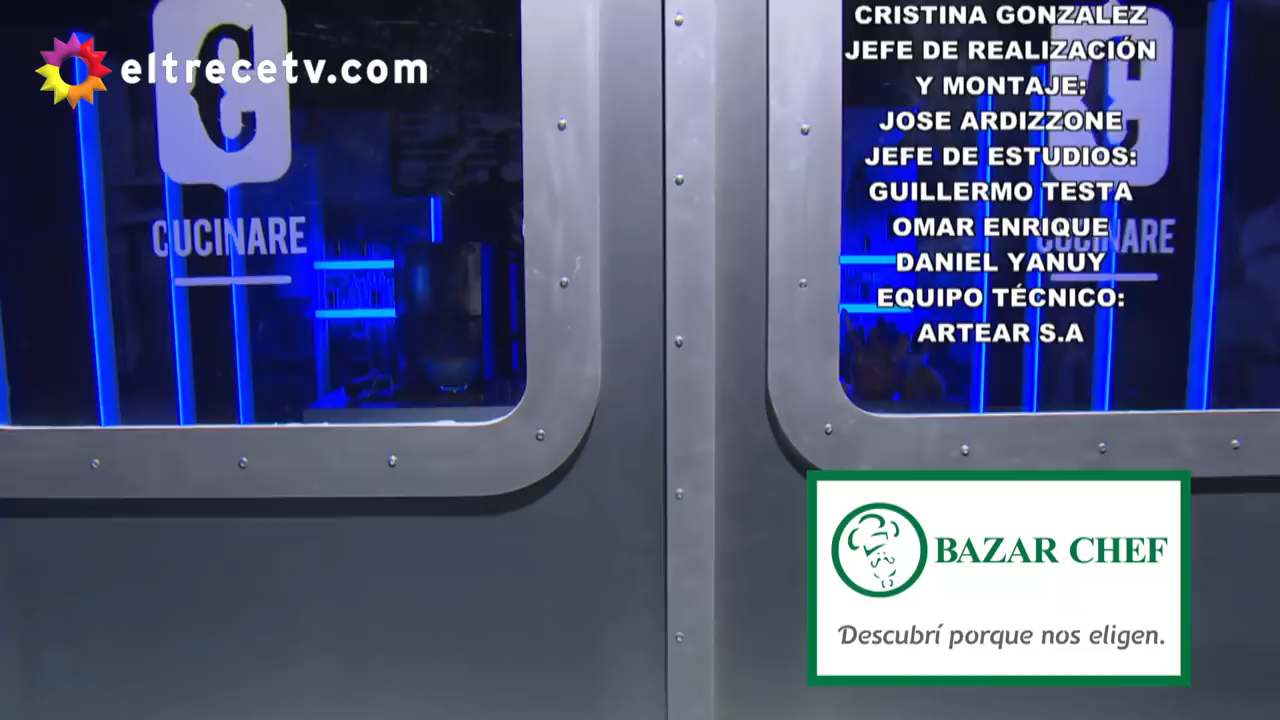 eltrecetv.com
C
CUCINARE
CRISTINA GONZALEZ
JEFE DE REALIZACIÓN
Y MONTAJE:
JOSE ARDIZZONE
JEFE DE ESTUDIOS:
GUILLERMO TESTA
OMAR ENRIQUE
DANIEL YANUY
EQUIPO TÉCNICO:
ARTEAR S.A
C
CUCINARE
BAZAR CHEF
Descubrí porque nos eligen.